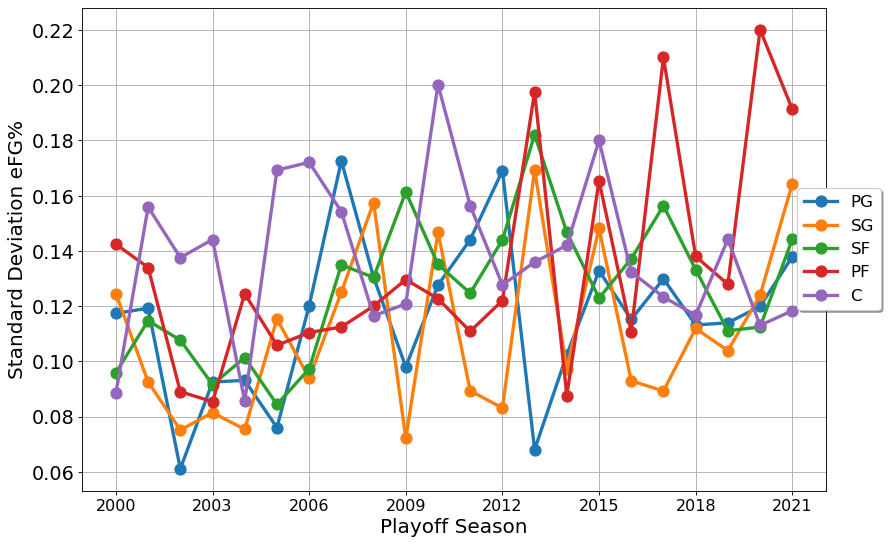 Standard Deviation eFG%
0.22
0.20
0.18
0.16
0.14
0.12
0.10
0.08
0.06
2000 2003 2006 2009 2012 2015 2018 2021
Playoff Season
PG
SG
SF
PF
C